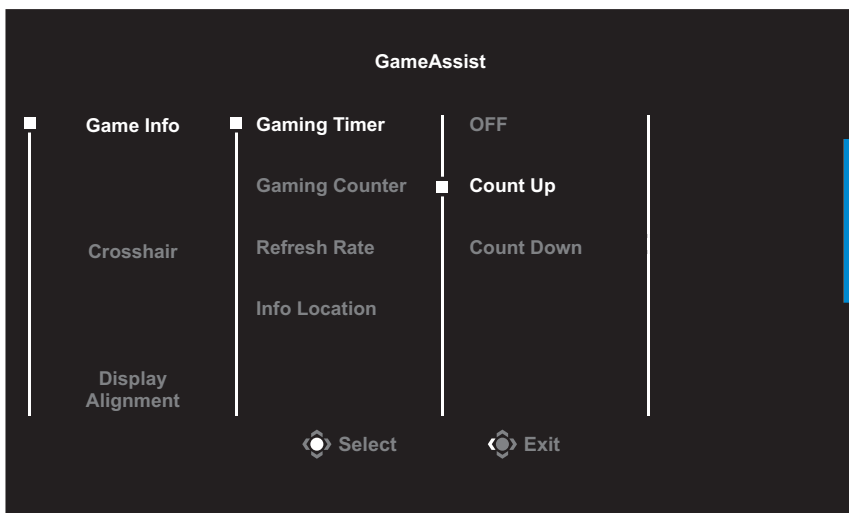 GameAssist
Game Info
Gaming Timer
OFF
Gaming Counter
Count Up
Crosshair
Refresh Rate
Count Down
Info Location
Display
Alignment
Select
Exit